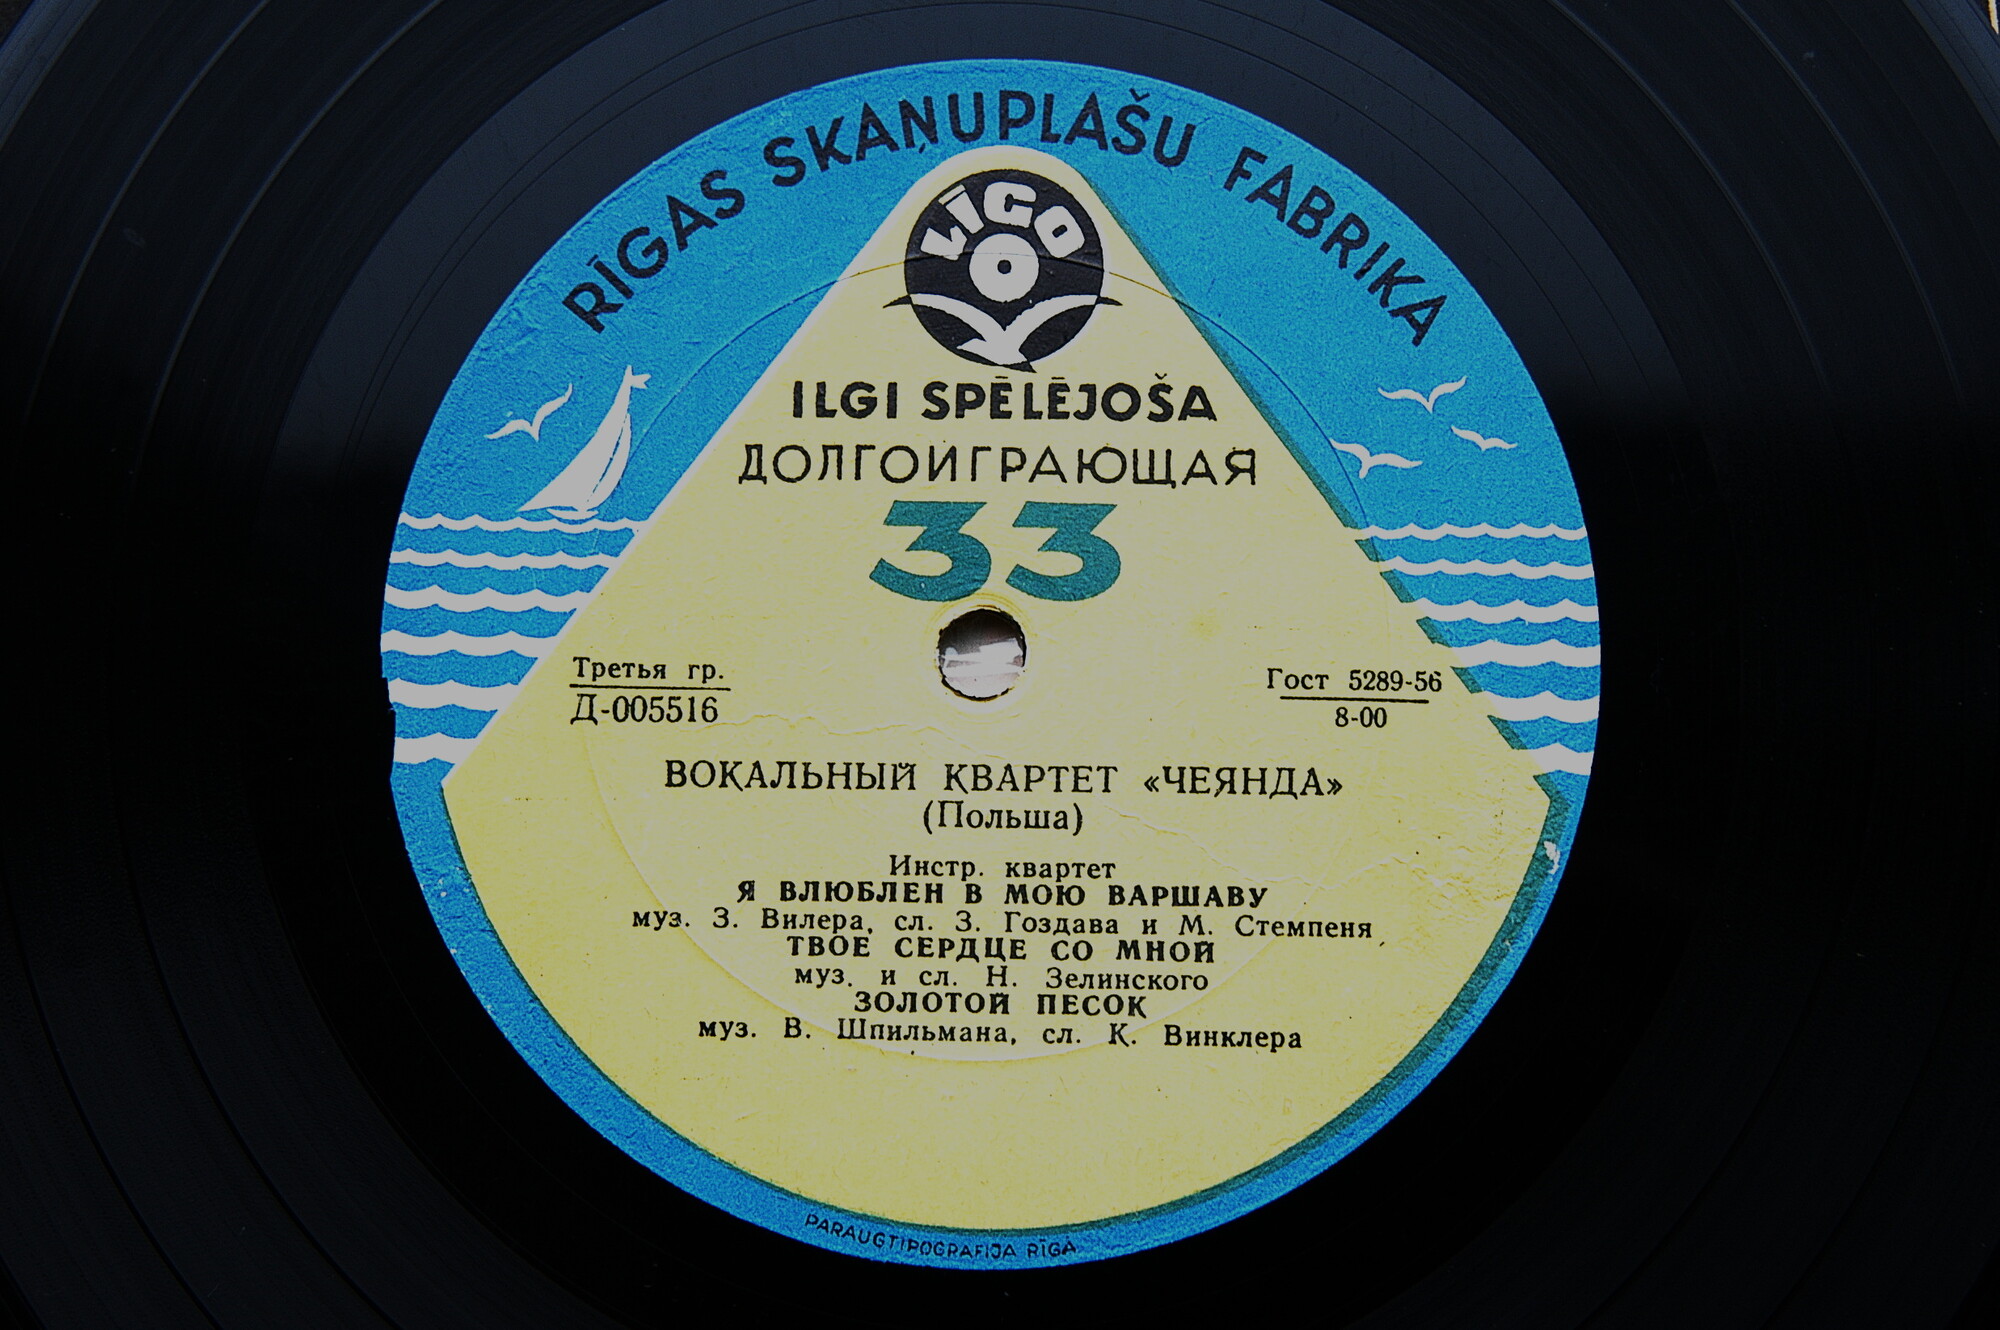 RĪGAS SKAŅUPLAŠU FABRIKA
LĪGO
ILGI SPĒLĒJOŠA
ДОЛГОИГРАЮЩАЯ
33
Третья гр.
Д-005516
Гост 5289-56
8-00
ВОКАЛЬНЫЙ КВАРТЕТ «ЧЕЯНДА»
(Польша)
Инстр. квартет
Я ВЛЮБЛЕН В МОЮ ВАРШАВУ
муз. З. Вилера, сл. З. Гоздава и М. Стемпеня
ТВОЕ СЕРДЦЕ СО МНОЙ
муз. и сл. Н. Зелинского
ЗОЛОТОЙ ПЕСОК
муз. В. Шпильмана, сл. К. Винклера
PARAUGTIPOGRAFIJA RĪGĀ